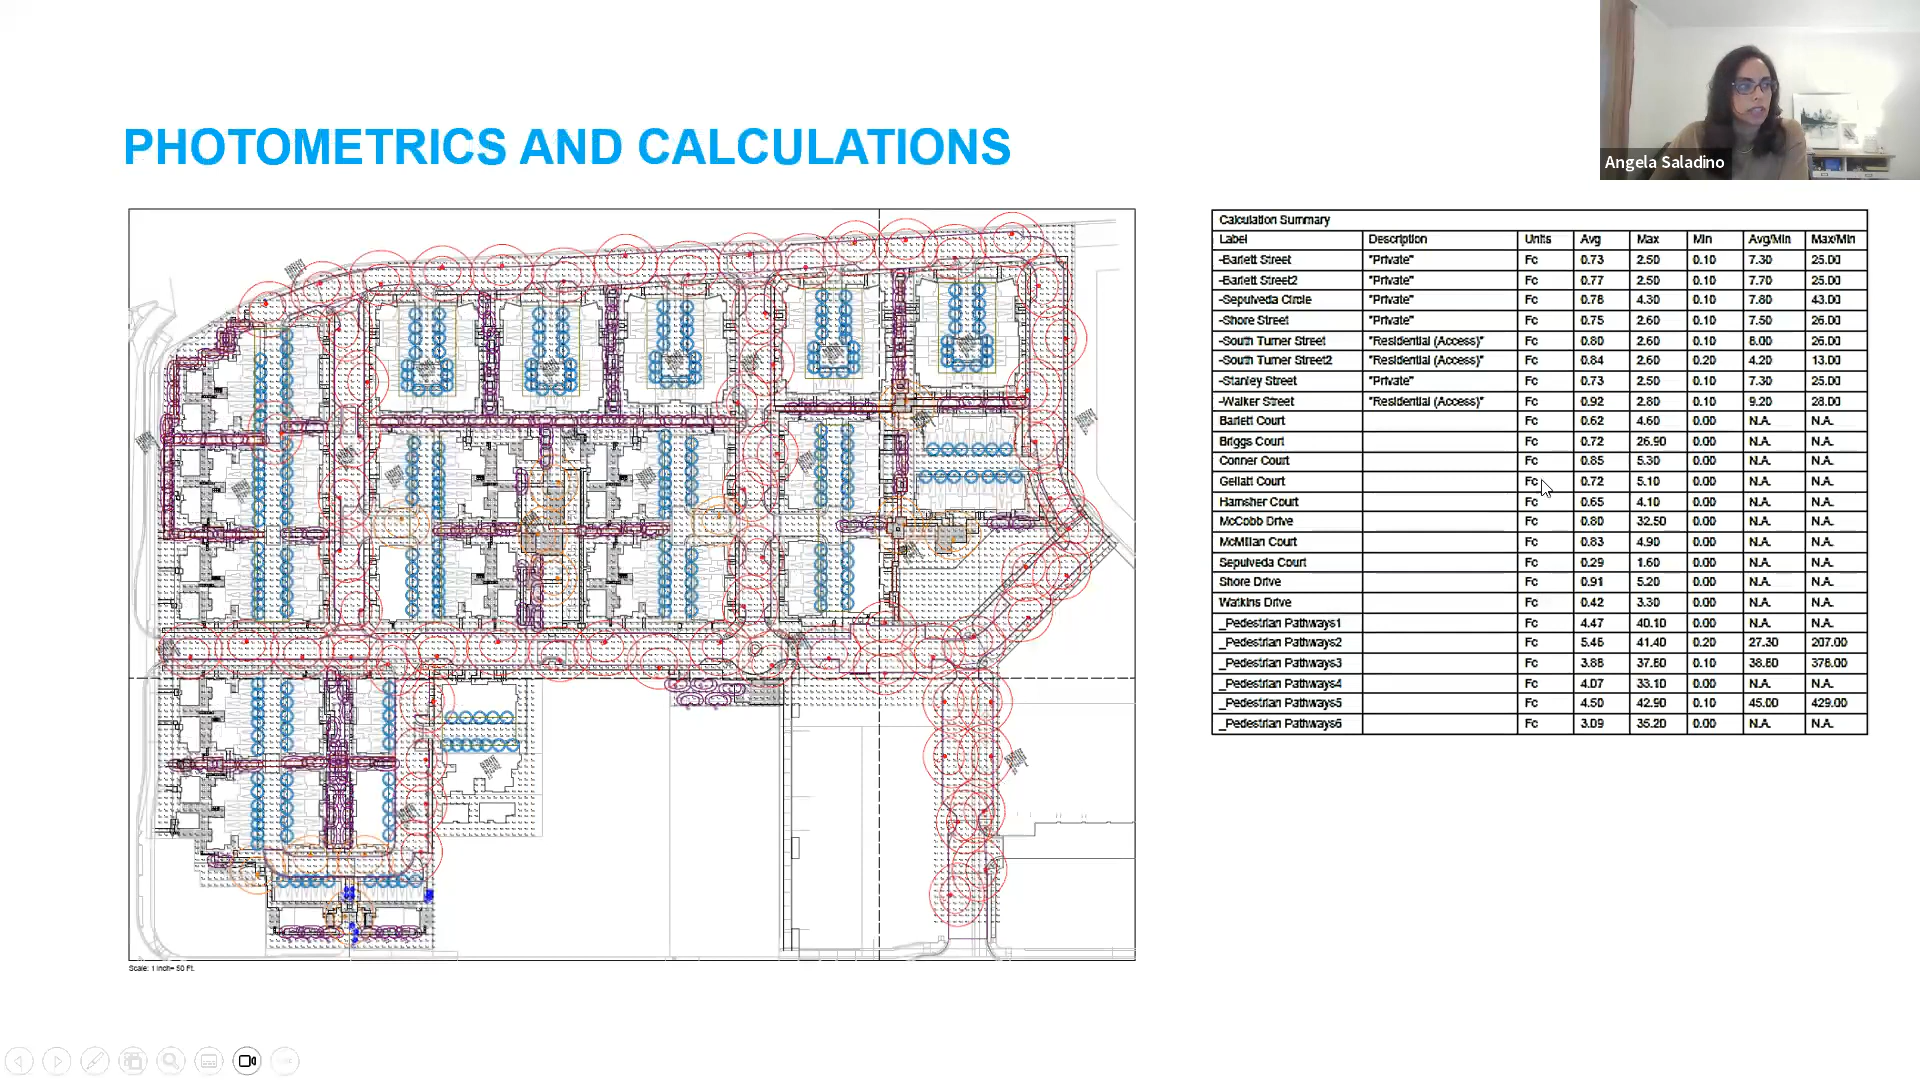 PHOTOMETRICS AND CALCULATIONS
Angela Saladino
Calculation Summary
Label Description Units Avg Max Min Avg/Min Max/Min
-Barlett Street "Private" Fc 0.73 2.50 0.10 7.30 25.00
-Barlett Street2 "Private" Fc 0.77 2.50 0.10 7.70 25.00
-Sepulveda Circle "Private" Fc 0.78 4.30 0.10 7.80 43.00
-Shore Street "Private" Fc 0.75 2.60 0.10 7.50 26.00
-South Turner Street "Residential (Access)" Fc 0.80 2.60 0.10 8.00 26.00
-South Turner Street2 "Residential (Access)" Fc 0.84 2.60 0.20 4.20 13.00
-Stanley Street "Private" Fc 0.73 2.50 0.10 7.30 25.00
-Walker Street "Residential (Access)" Fc 0.92 2.80 0.10 9.20 28.00
Barlett Court Fc 0.62 4.60 0.00 N.A. N.A.
Briggs Court Fc 0.72 26.90 0.00 N.A. N.A.
Conner Court Fc 0.85 5.30 0.00 N.A. N.A.
Gellatt Court Fc 0.72 5.10 0.00 N.A. N.A.
Hamsher Court Fc 0.65 4.10 0.00 N.A. N.A.
McCobb Drive Fc 0.80 32.50 0.00 N.A. N.A.
McMillan Court Fc 0.83 4.90 0.00 N.A. N.A.
Sepulveda Court Fc 0.29 1.60 0.00 N.A. N.A.
Shore Drive Fc 0.91 5.20 0.00 N.A. N.A.
Watkins Drive Fc 0.42 3.30 0.00 N.A. N.A.
_Pedestrian Pathways1 Fc 4.47 40.10 0.00 N.A. N.A.
_Pedestrian Pathways2 Fc 5.46 41.40 0.20 27.30 207.00
_Pedestrian Pathways3 Fc 3.88 37.80 0.10 38.80 378.00
_Pedestrian Pathways4 Fc 4.07 33.10 0.00 N.A. N.A.
_Pedestrian Pathways5 Fc 4.50 42.90 0.10 45.00 429.00
_Pedestrian Pathways6 Fc 3.09 35.20 0.00 N.A. N.A.
Scale: 1 inch= 50 Ft.